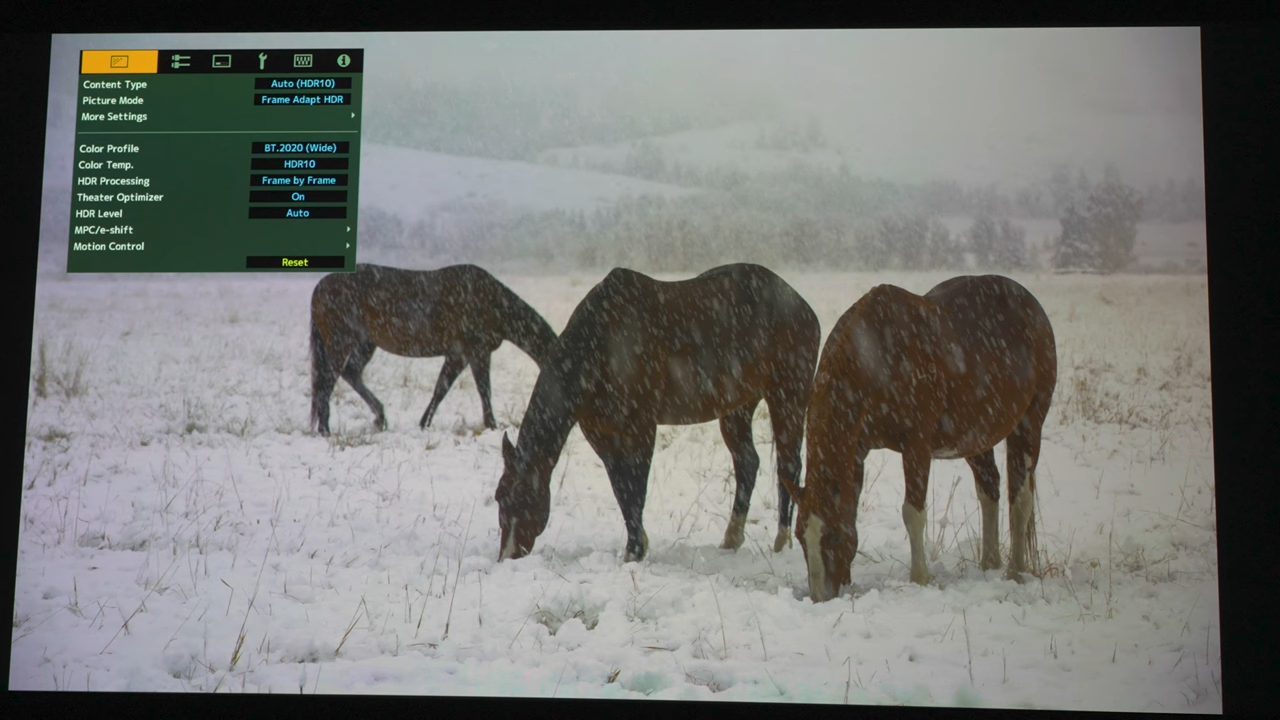 Content Type Auto (HDR10)
Picture Mode Frame Adapt HDR
More Settings
Color Profile BT.2020 (Wide)
Color Temp. HDR10
HDR Processing Frame by Frame
Theater Optimizer On
HDR Level Auto
MPC/e-shift
Motion Control
Reset